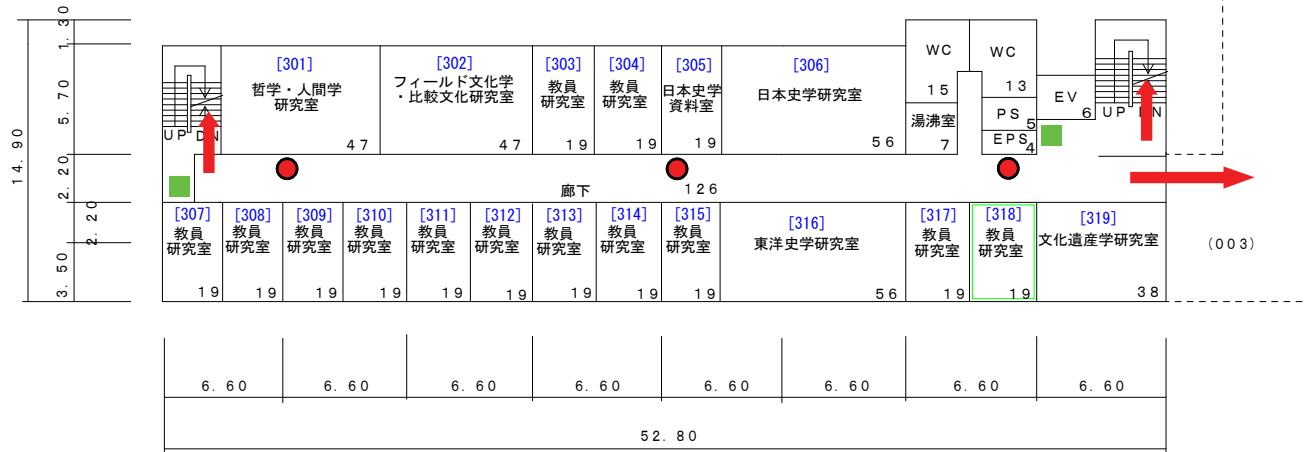 1. 30
5. 70
2. 20
2. 20
3. 50
14. 90
[301]
哲学・人間学
研究室
47
[302]
フィールド文化学
・比較文化研究室
47
[303]
教員
研究室
19
[304]
教員
研究室
19
[305]
日本史学
資料室
19
[306]
日本史学研究室
56
WC
15
湯沸室
7
WC
13
PS
5
EPS
4
EV
6
UP DN
UP DN
廊下
126
[307]
教員
研究室
19
[308]
教員
研究室
19
[309]
教員
研究室
19
[310]
教員
研究室
19
[311]
教員
研究室
19
[312]
教員
研究室
19
[313]
教員
研究室
19
[314]
教員
研究室
19
[315]
教員
研究室
19
[316]
東洋史学研究室
56
[317]
教員
研究室
19
[318]
教員
研究室
19
[319]
文化遺産学研究室
38
(003)
6. 60
6. 60
6. 60
6. 60
6. 60
6. 60
6. 60
6. 60
52. 80